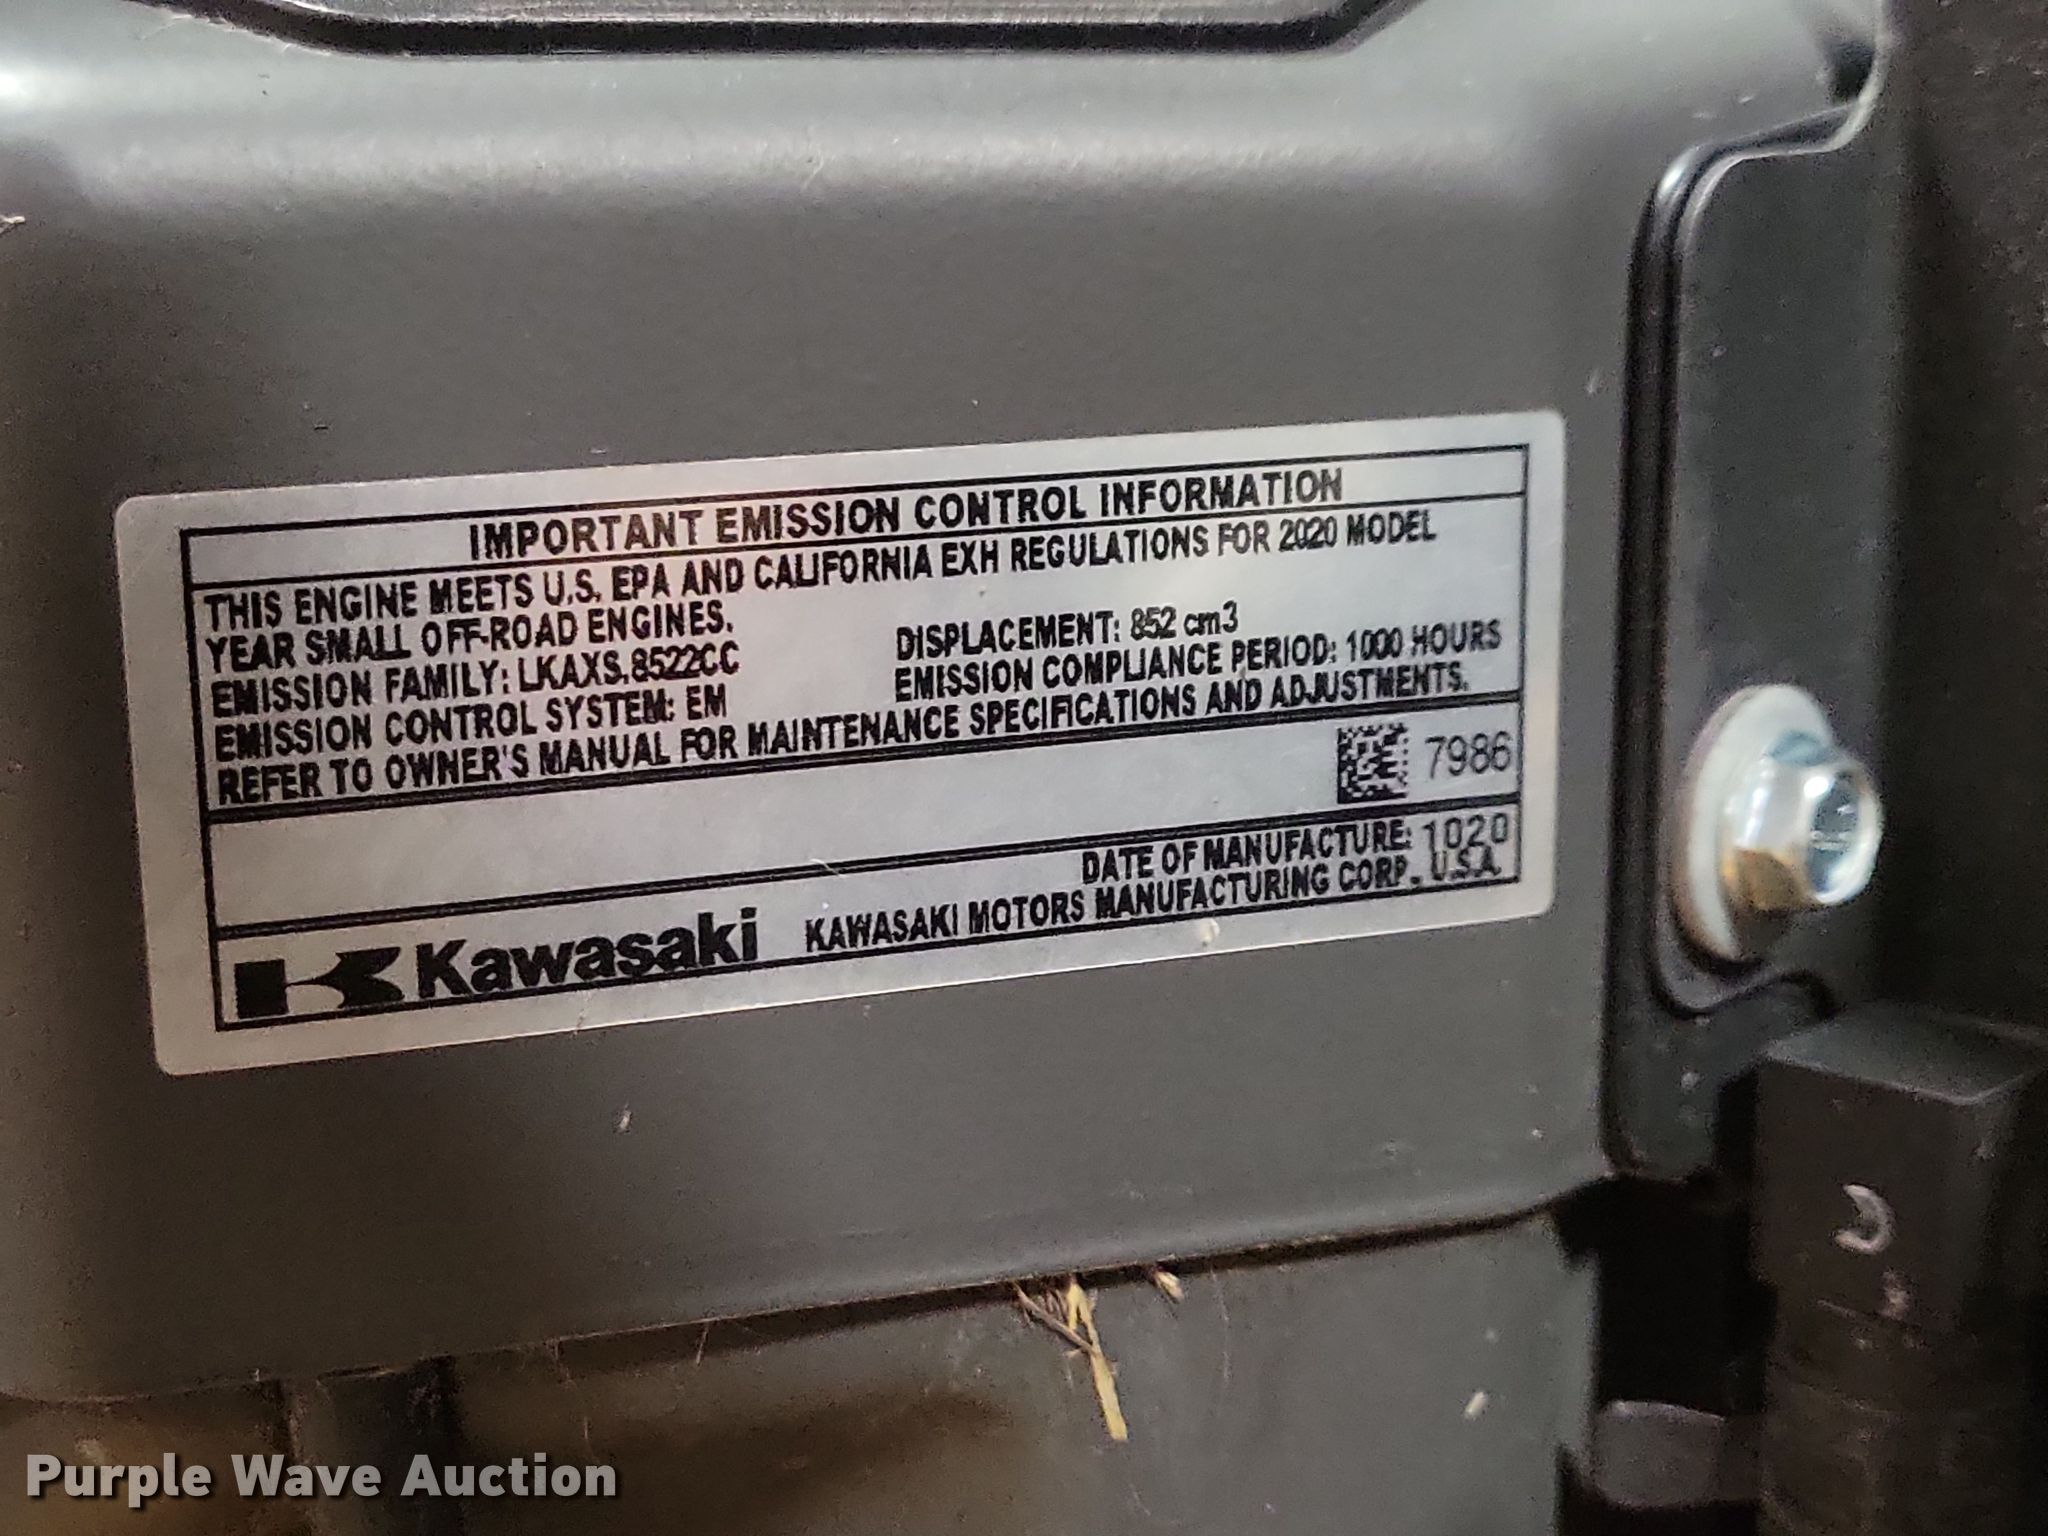 IMPORTANT EMISSION CONTROL INFORMATION
THIS ENGINE MEETS U.S. EPA AND CALIFORNIA EXH REGULATIONS FOR 2020 MODEL
YEAR SMALL OFF-ROAD ENGINES.
EMISSION FAMILY: LKAXS.8522CC DISPLACEMENT: 852 cm3
EMISSION CONTROL SYSTEM: EM EMISSION COMPLIANCE PERIOD: 1000 HOURS
REFER TO OWNER'S MANUAL FOR MAINTENANCE SPECIFICATIONS AND ADJUSTMENTS.
7986
DATE OF MANUFACTURE: 1020
Kawasaki KAWASAKI MOTORS MANUFACTURING CORP., U.S.A.
Purple Wave Auction